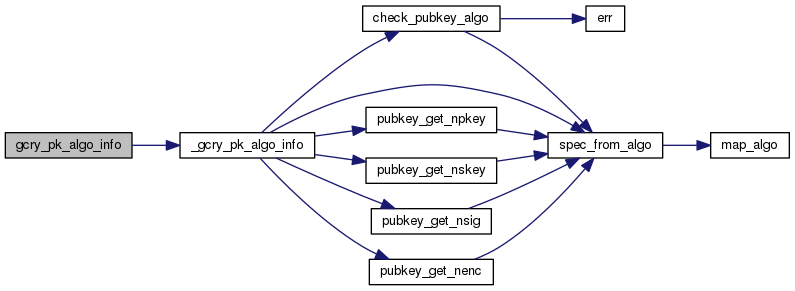 check_pubkey_algo
err
gcry_pk_algo_info
_gcry_pk_algo_info
pubkey_get_npkey
spec_from_algo
map_algo
pubkey_get_nskey
pubkey_get_nsig
pubkey_get_nenc